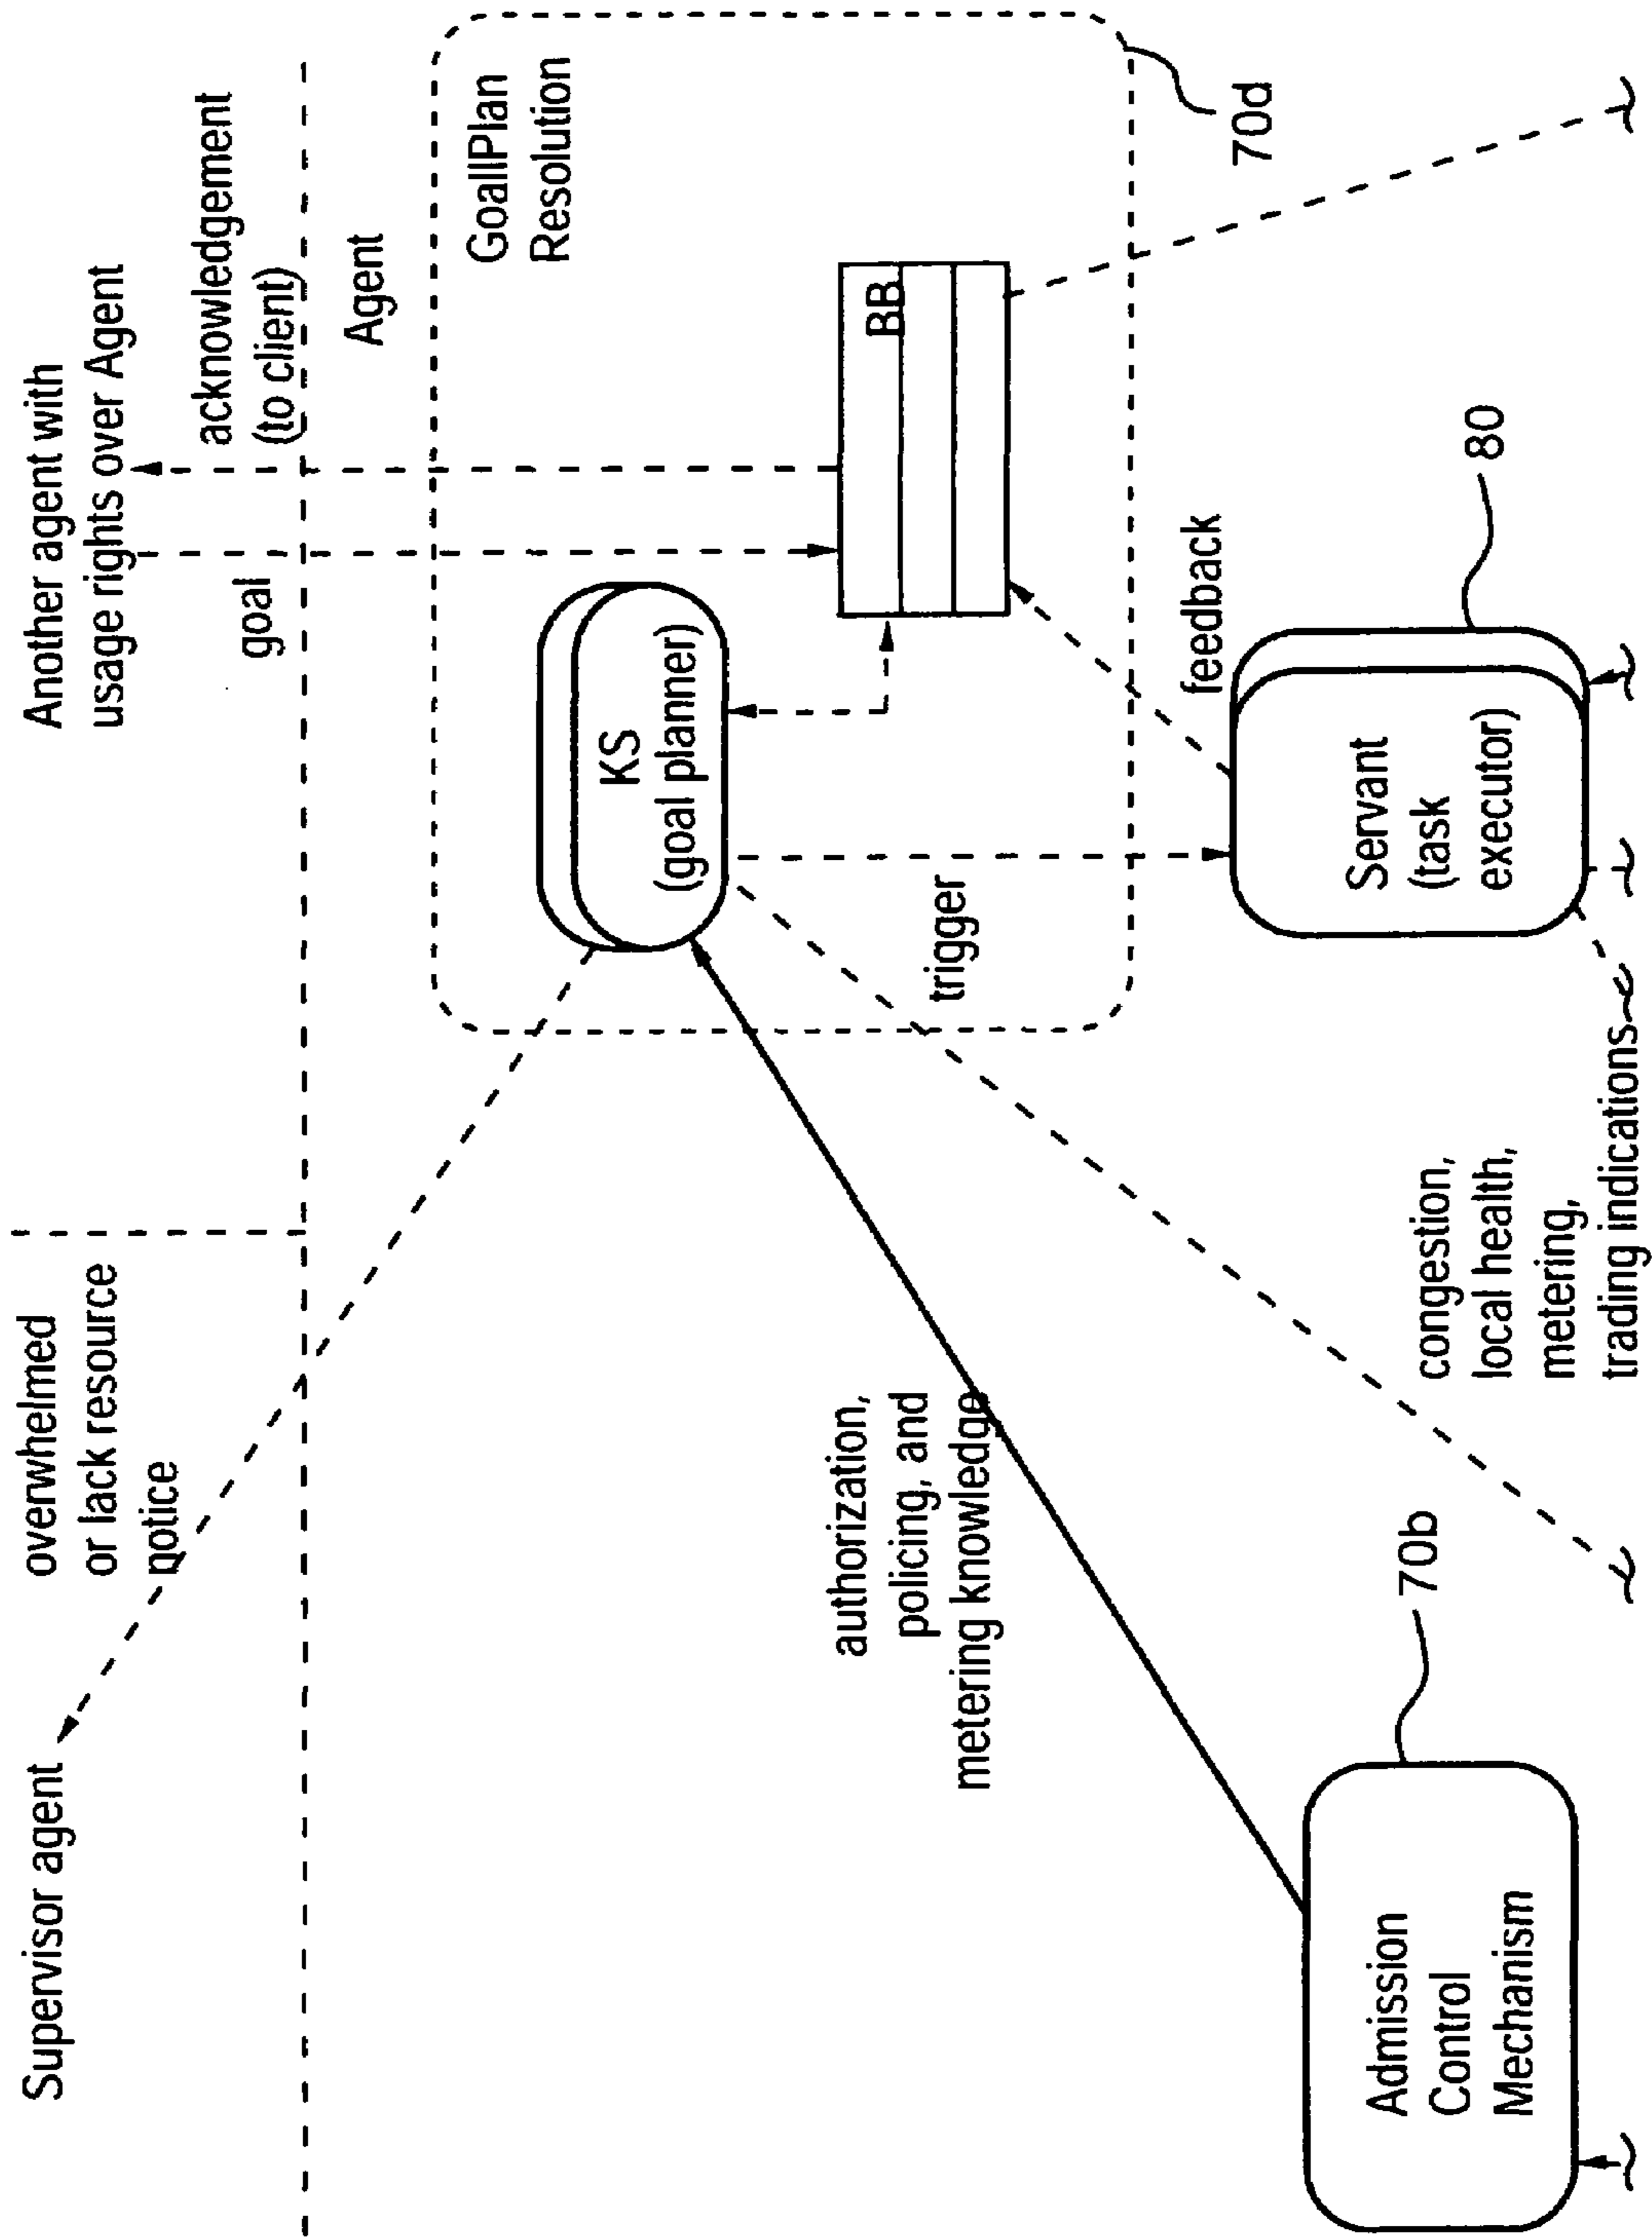 Supervisor agent
overwhelmed
or lack resource
notice
Another agent with
usage rights over Agent
goal
acknowledgement
(to client)
Agent
GoalPlan
Resolution
KS
(goal planner)
BB
authorization,
policing, and
metering knowledge
trigger
feedback
70d
Admission
Control
Mechanism
70b
Servant
(task
executor)
80
congestion,
local health,
metering,
trading indications